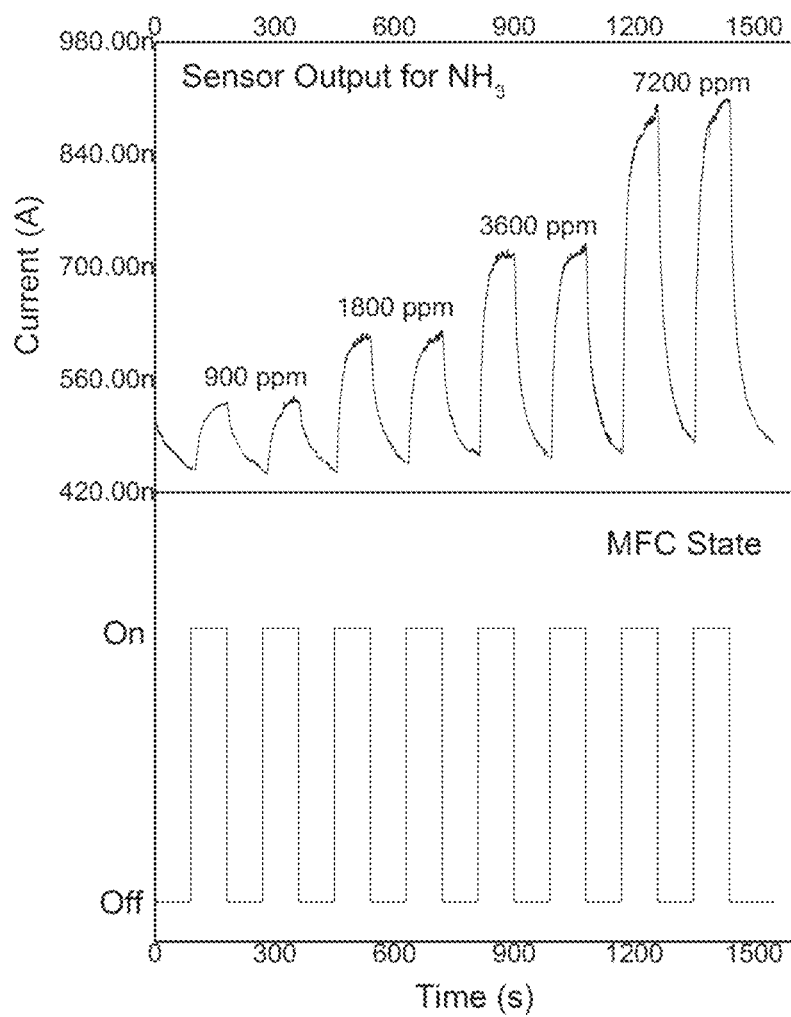 0 300 600 900 1200 1500
980.00n
Sensor Output for NH₃
7200 ppm
840.00n
3600 ppm
700.00n
Current (A)
1800 ppm
900 ppm
560.00n
420.00n
MFC State
On
Off
0 300 600 900 1200 1500
Time (s)